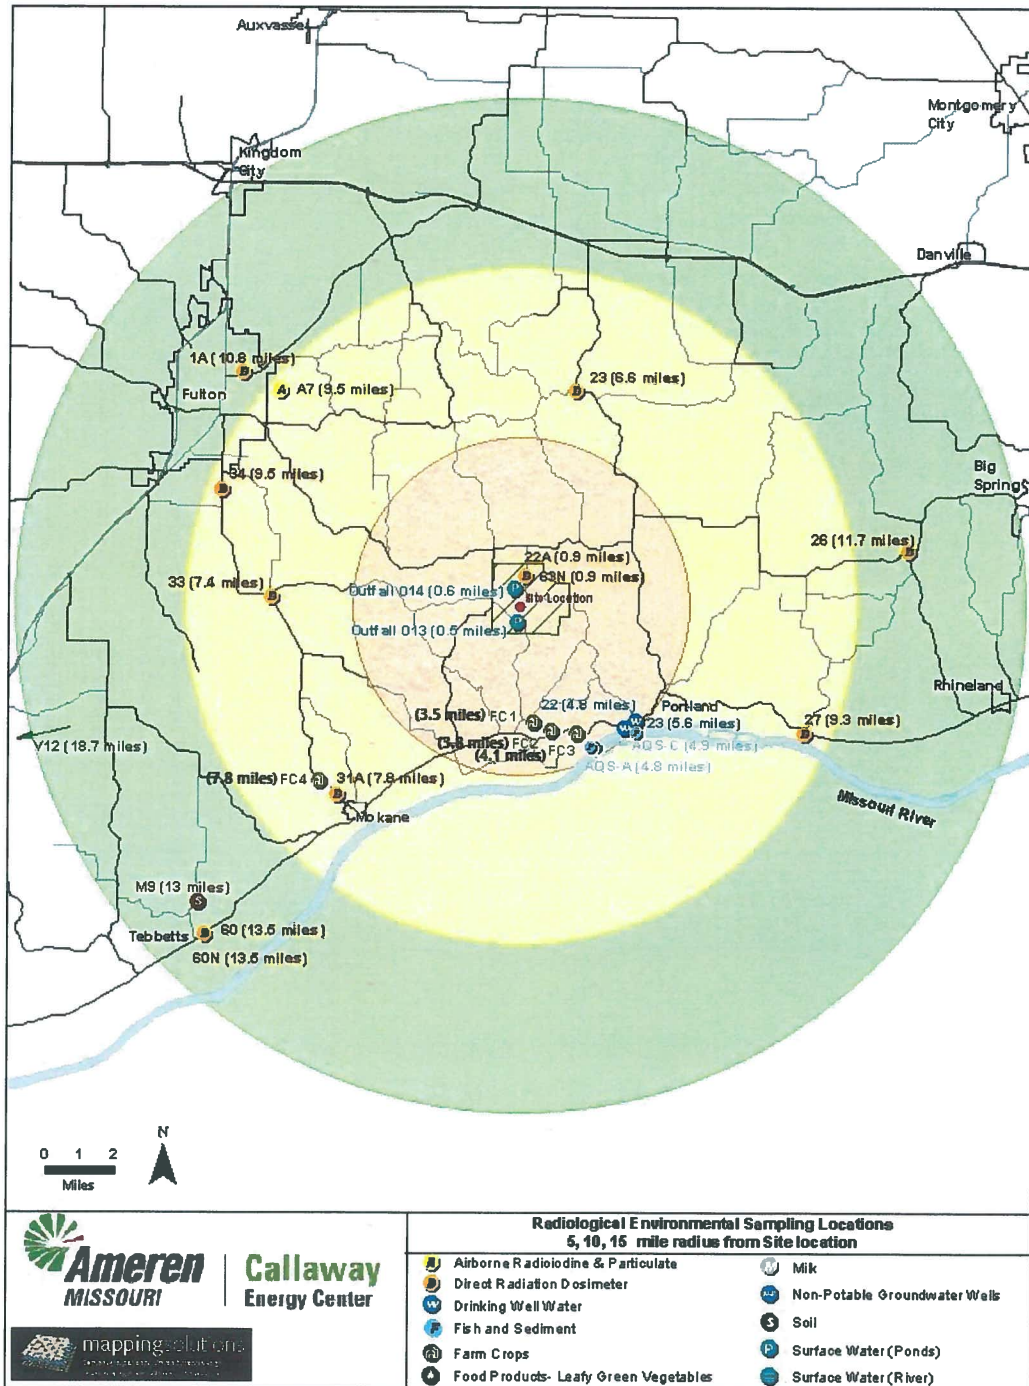 Auxvasse
Montgomery
City
Kingdom
City
Danville
1A (10.8 miles)
A7 (9.5 miles)
23 (6.6 miles)
Fulton
34 (9.5 miles)
Big
Springs
26 (11.7 miles)
22A (0.9 miles)
63N (0.9 miles)
33 (7.4 miles)
Outfall 014 (0.6 miles)
Site Location
Outfall 013 (0.5 miles)
Rhineland
22 (4.8 miles)
Portland
(3.5 miles) FC1
23 (5.6 miles)
27 (9.3 miles)
V12 (18.7 miles)
(3.8 miles) FC2
FC3
AQS-C (4.9 miles)
(4.1 miles)
AQS-A (4.8 miles)
(7.8 miles) FC4
31A (7.8 miles)
Missouri River
Mokane
M9 (13 miles)
Tebbetts
60 (13.5 miles)
60N (13.5 miles)
N
0 1 2
Miles
Ameren
MISSOURI
Callaway
Energy Center
mappingsolutions
Radiological Environmental Sampling Locations
5, 10, 15 mile radius from Site location
Airborne Radioiodine & Particulate
Direct Radiation Dosimeter
Drinking Well Water
Fish and Sediment
Farm Crops
Food Products- Leafy Green Vegetables
Milk
Non-Potable Groundwater Wells
Soil
Surface Water (Ponds)
Surface Water (River)